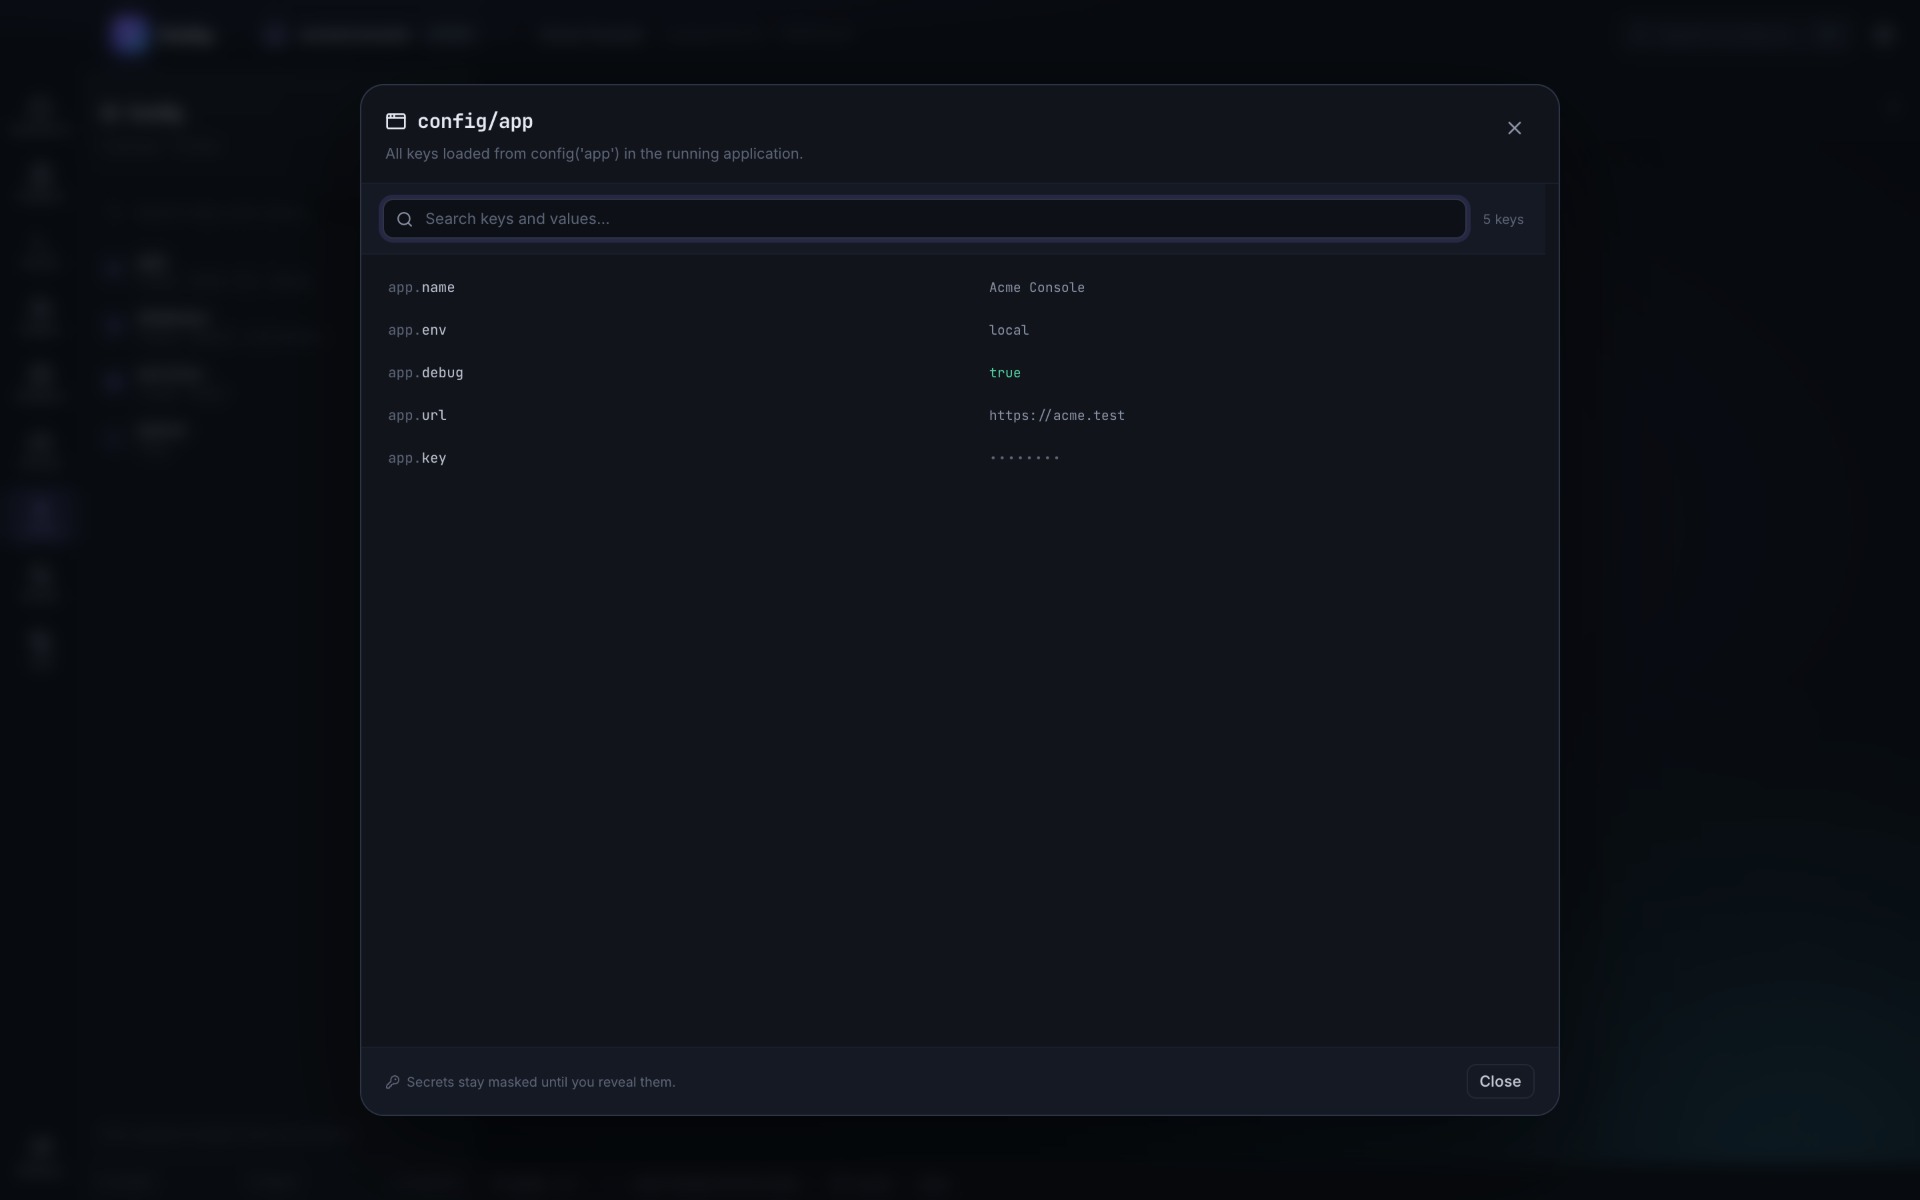 config/app
All keys loaded from config('app') in the running application.
Search keys and values...
5 keys
app.name Acme Console
app.env local
app.debug true
app.url https://acme.test
app.key ••••••••
Secrets stay masked until you reveal them.
Close